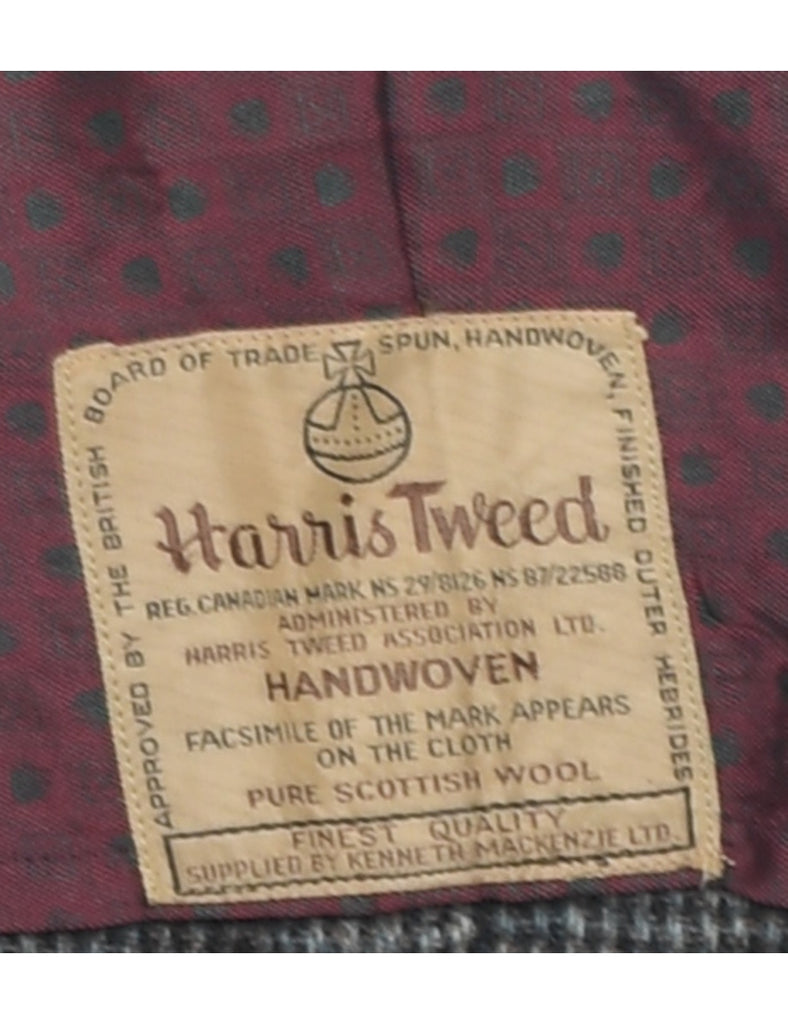 APPROVED BY THE BRITISH BOARD OF TRADE SPUN, HANDWOVEN, FINISHED OUTER HEBRIDES
Harris Tweed
REG. CANADIAN MARK NS 29/8126 NS 87/22588
ADMINISTERED BY
HARRIS TWEED ASSOCIATION LTD.
HANDWOVEN
FACSIMILE OF THE MARK APPEARS
ON THE CLOTH
PURE SCOTTISH WOOL
FINEST QUALITY
SUPPLIED BY KENNETH MACKENZIE LTD.